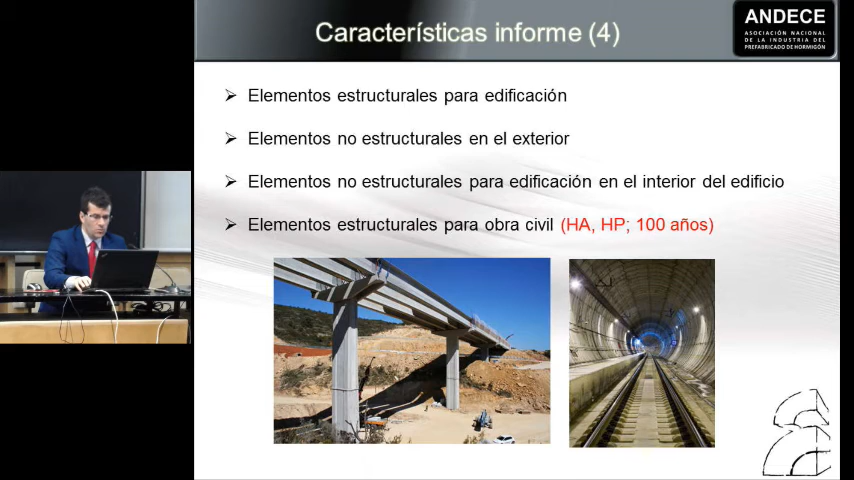 Características informe (4)
ANDECE
ASOCIACIÓN NACIONAL
DE LA INDUSTRIA DEL
PREFABRICADO DE HORMIGÓN
Elementos estructurales para edificación
Elementos no estructurales en el exterior
Elementos no estructurales para edificación en el interior del edificio
Elementos estructurales para obra civil (HA, HP; 100 años)